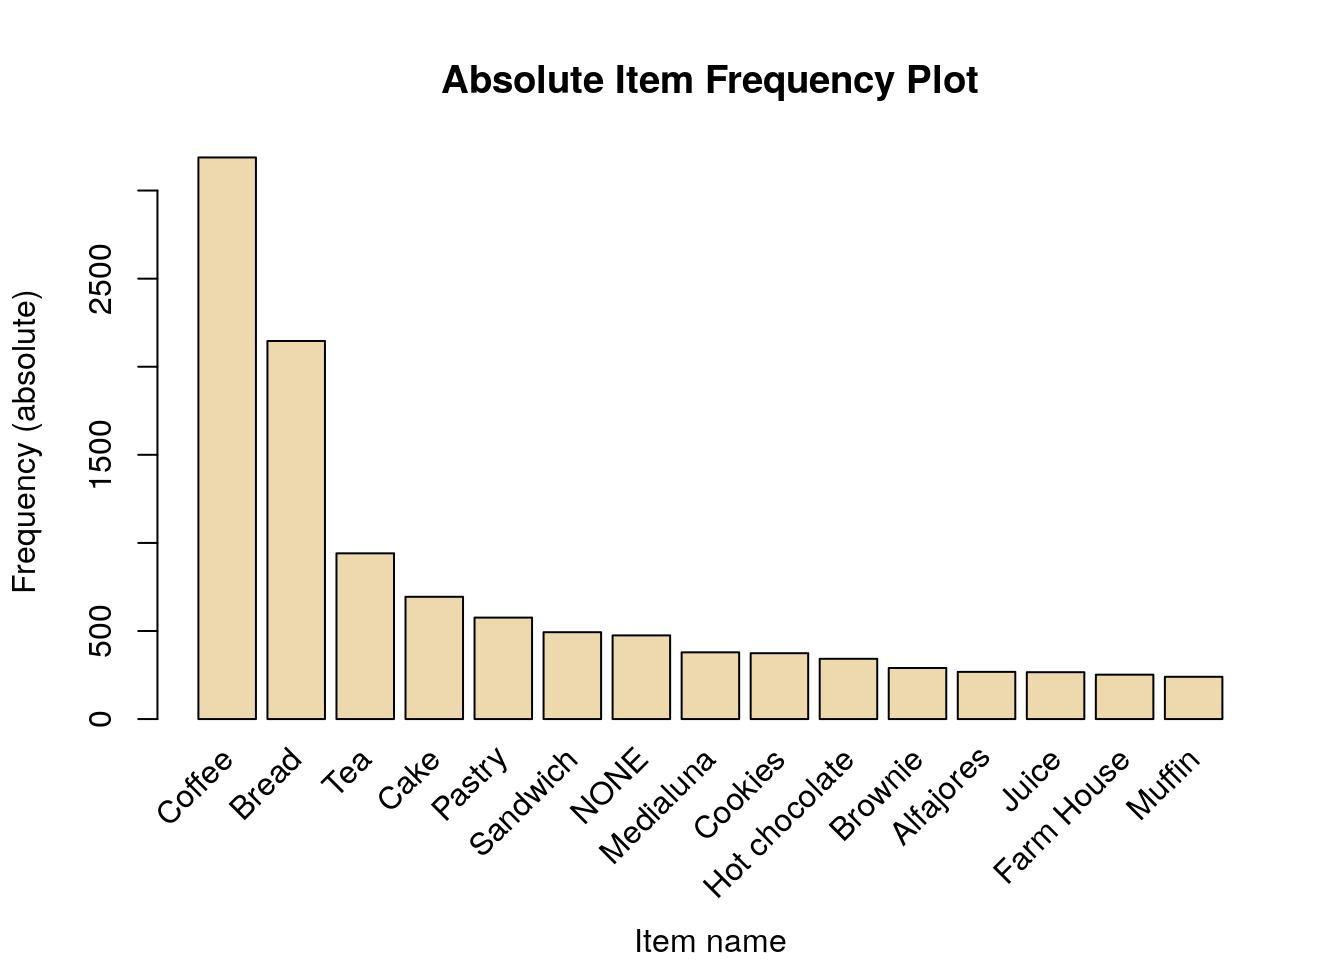 Absolute Item Frequency Plot
Frequency (absolute)
2500
1500
500
0
Coffee
Bread
Tea
Cake
Pastry
Sandwich
NONE
Medialuna
Cookies
Hot chocolate
Brownie
Alfajores
Juice
Farm House
Muffin
Item name